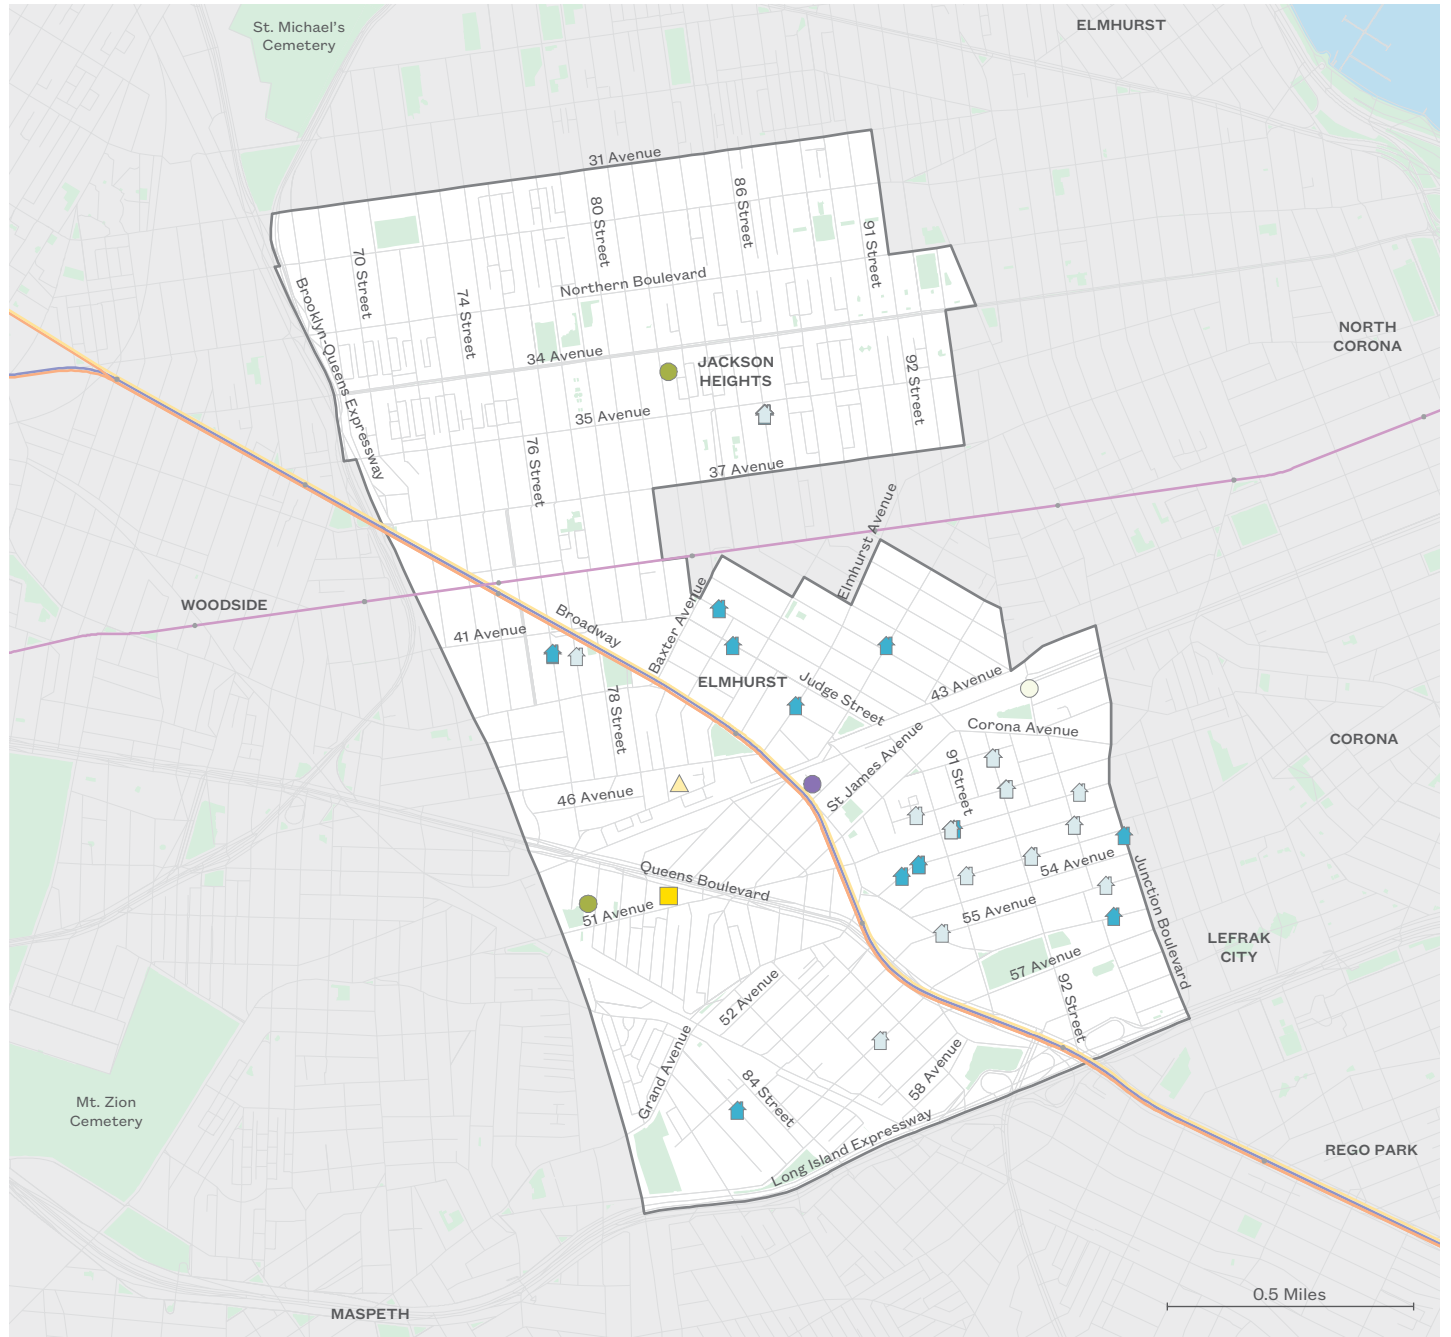 St. Michael's
Cemetery
ELMHURST
31 Avenue
86 Street
80 Street
91 Street
70 Street
Northern Boulevard
74 Street
Brooklyn-Queens Expressway
NORTH
CORONA
34 Avenue
JACKSON
HEIGHTS
92 Street
35 Avenue
76 Street
37 Avenue
Elmhurst Avenue
WOODSIDE
Broadway
Baxter Avenue
41 Avenue
ELMHURST
Judge Street
43 Avenue
78 Street
Corona Avenue
CORONA
St James Avenue
91 Street
46 Avenue
Queens Boulevard
54 Avenue
Junction Boulevard
51 Avenue
55 Avenue
LEFRAK
CITY
57 Avenue
52 Avenue
92 Street
Grand Avenue
58 Avenue
84 Street
Mt. Zion
Cemetery
Long Island Expressway
REGO PARK
0.5 Miles
MASPETH